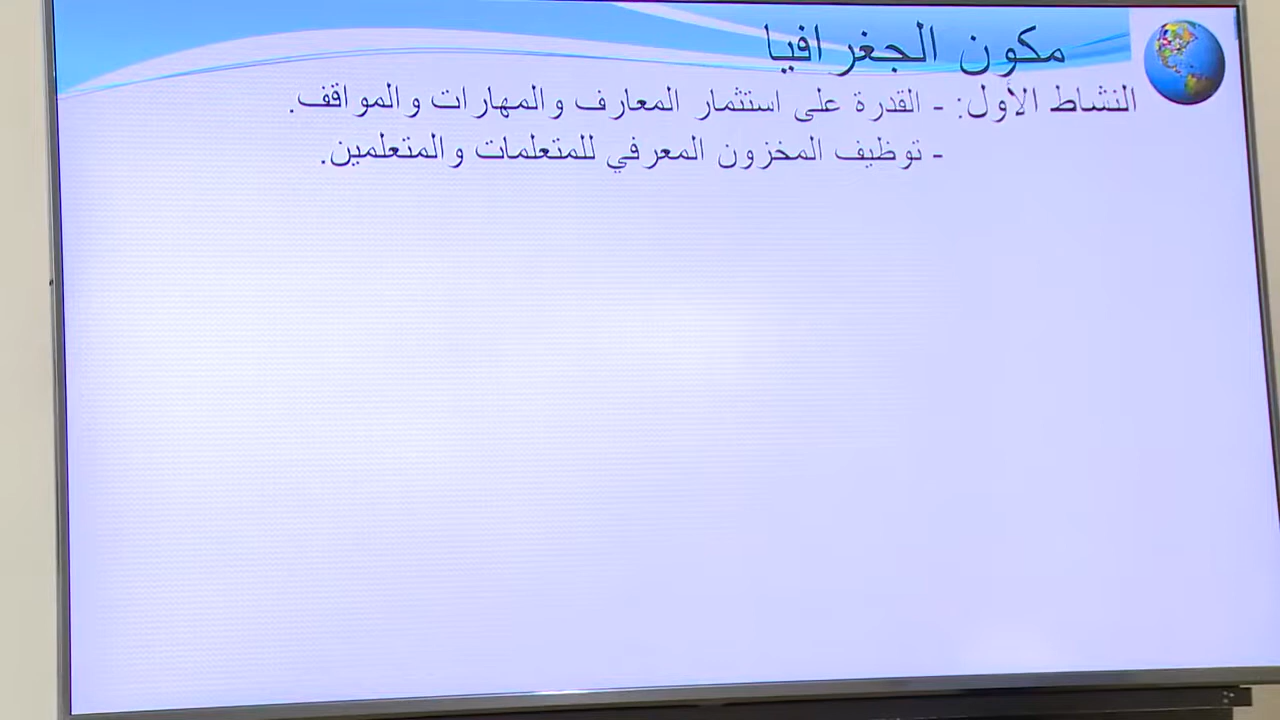 مكون الجغرافيا
النشاط الأول: - القدرة على استثمار المعارف والمهارات والمواقف.
- توظيف المخزون المعرفي للمتعلمات والمتعلمين.